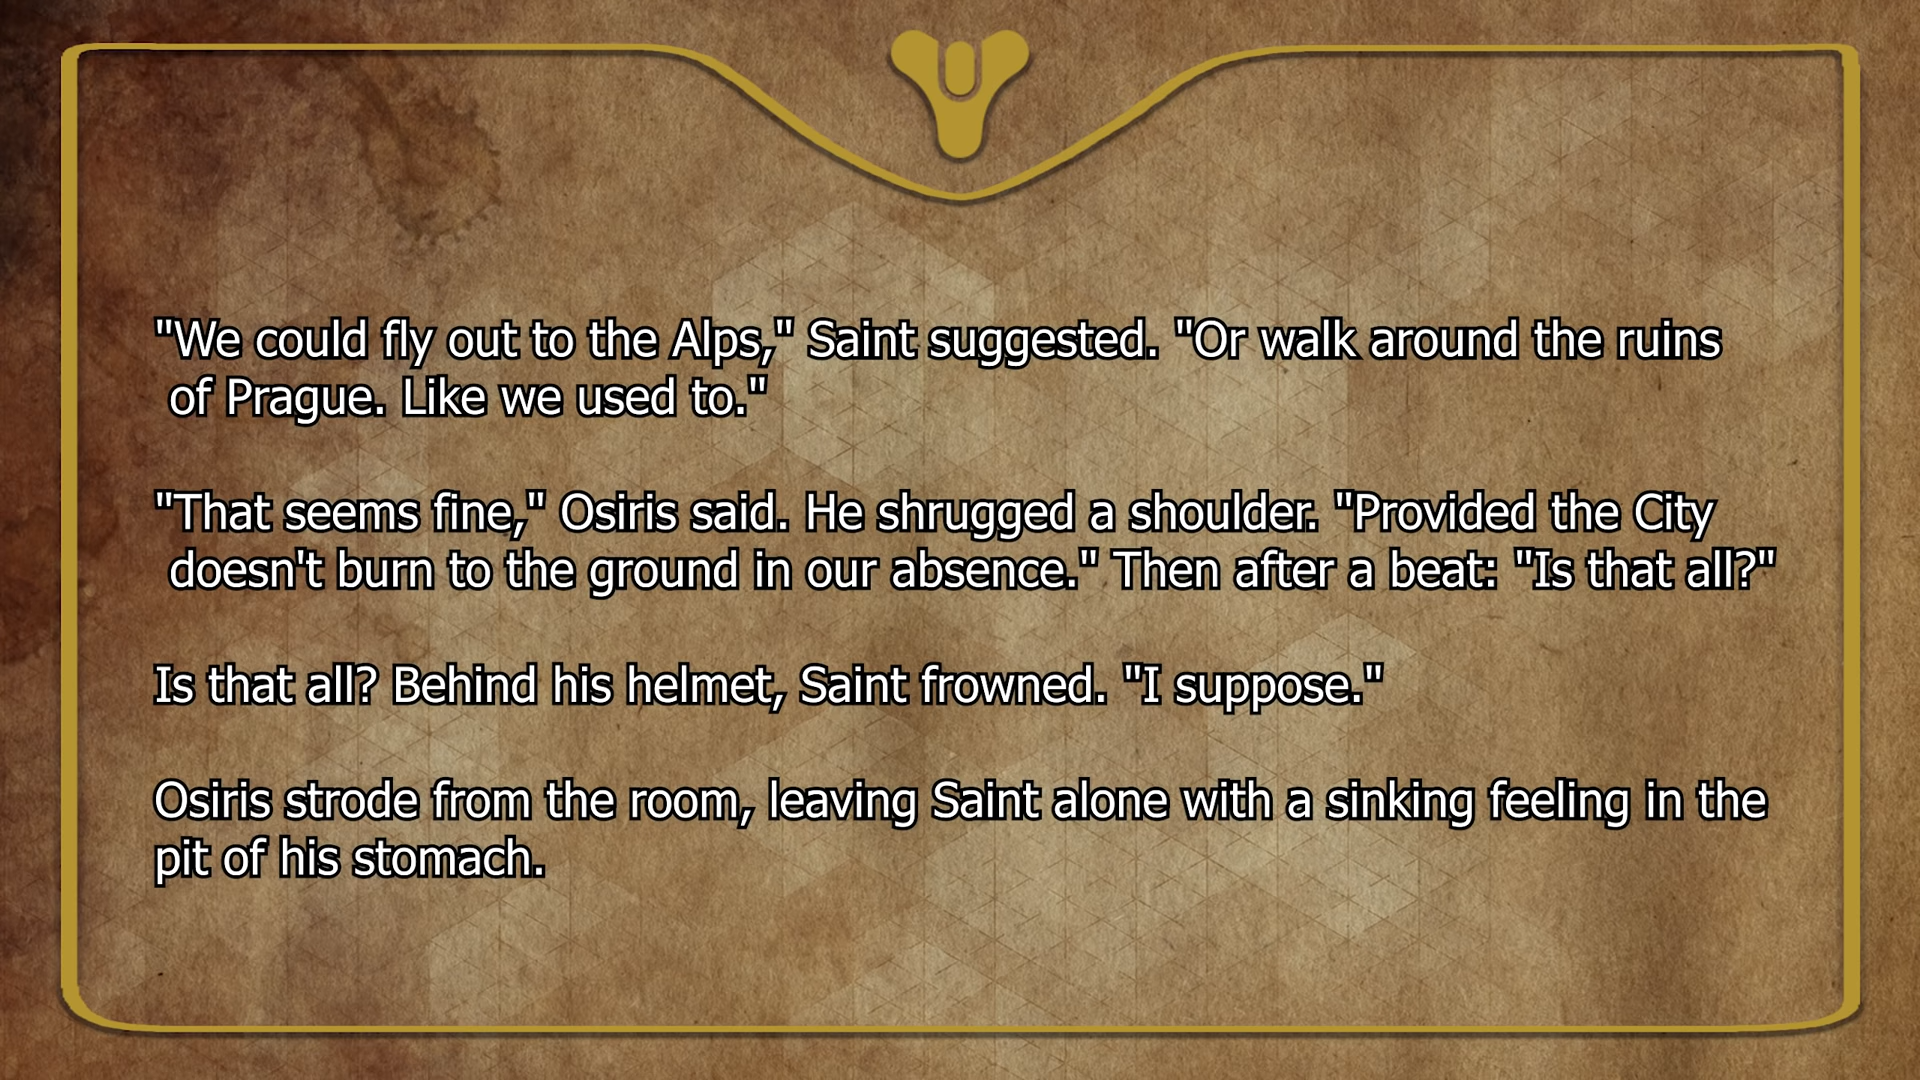 "We could fly out to the Alps," Saint suggested. "Or walk around the ruins
of Prague. Like we used to."
"That seems fine," Osiris said. He shrugged a shoulder. "Provided the City
doesn't burn to the ground in our absence." Then after a beat: "Is that all?"
Is that all? Behind his helmet, Saint frowned. "I suppose."
Osiris strode from the room, leaving Saint alone with a sinking feeling in the
pit of his stomach.